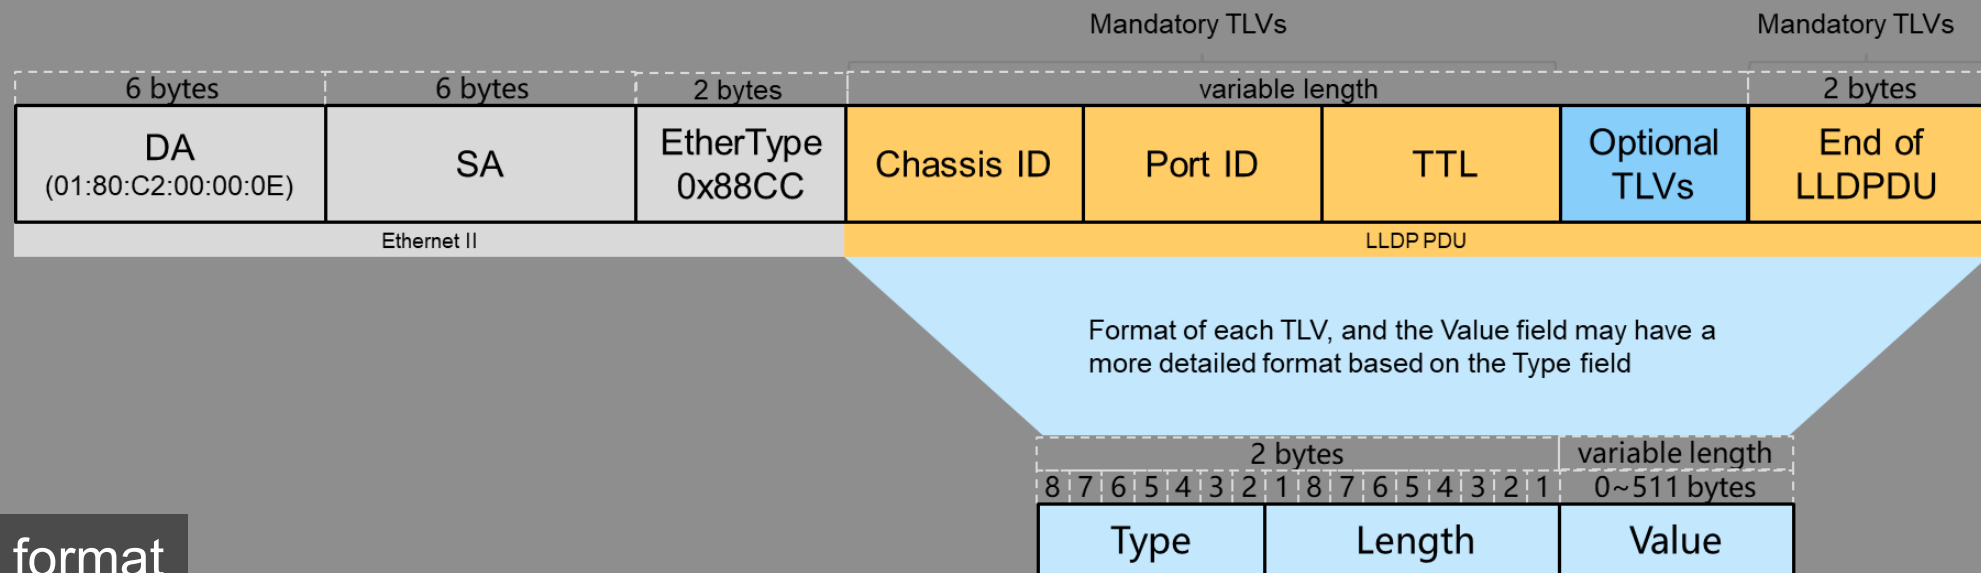 Mandatory TLVs
Mandatory TLVs
6 bytes
6 bytes
2 bytes
variable length
2 bytes
DA
(01:80:C2:00:00:0E)
SA
EtherType
0x88CC
Chassis ID
Port ID
TTL
Optional
TLVs
End of
LLDPDU
Ethernet II
LLDP PDU
Format of each TLV, and the Value field may have a
more detailed format based on the Type field
2 bytes
variable length
8 7 6 5 4 3 2 1 8 7 6 5 4 3 2 1
0~511 bytes
Type
Length
Value
format